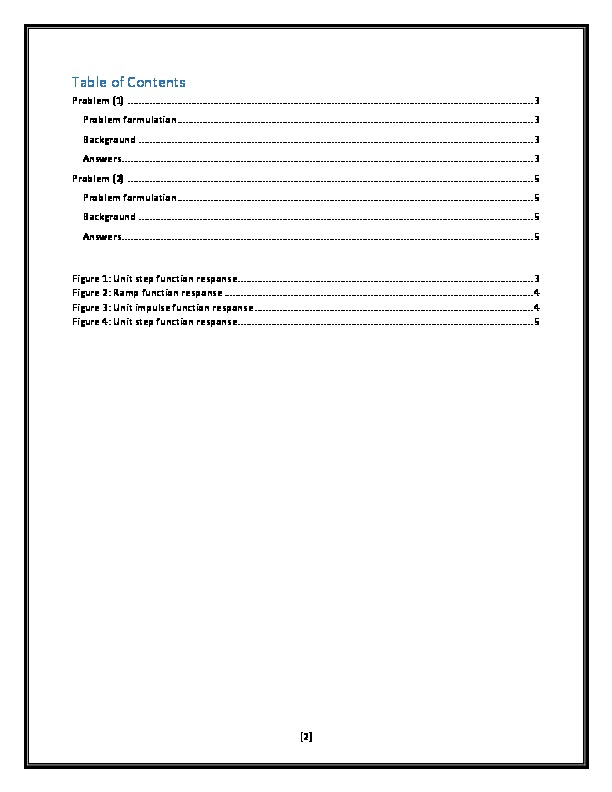 Table of Contents
Problem (1) ........ 3
Problem formulation ........ 3
Background ........ 3
Answers ........ 3
Problem (2) ........ 5
Problem formulation ........ 5
Background ........ 5
Answers ........ 5
Figure 1: Unit step function response ........ 3
Figure 2: Ramp function response ........ 4
Figure 3: Unit impulse function response ........ 4
Figure 4: Unit step function response ........ 5
[2]